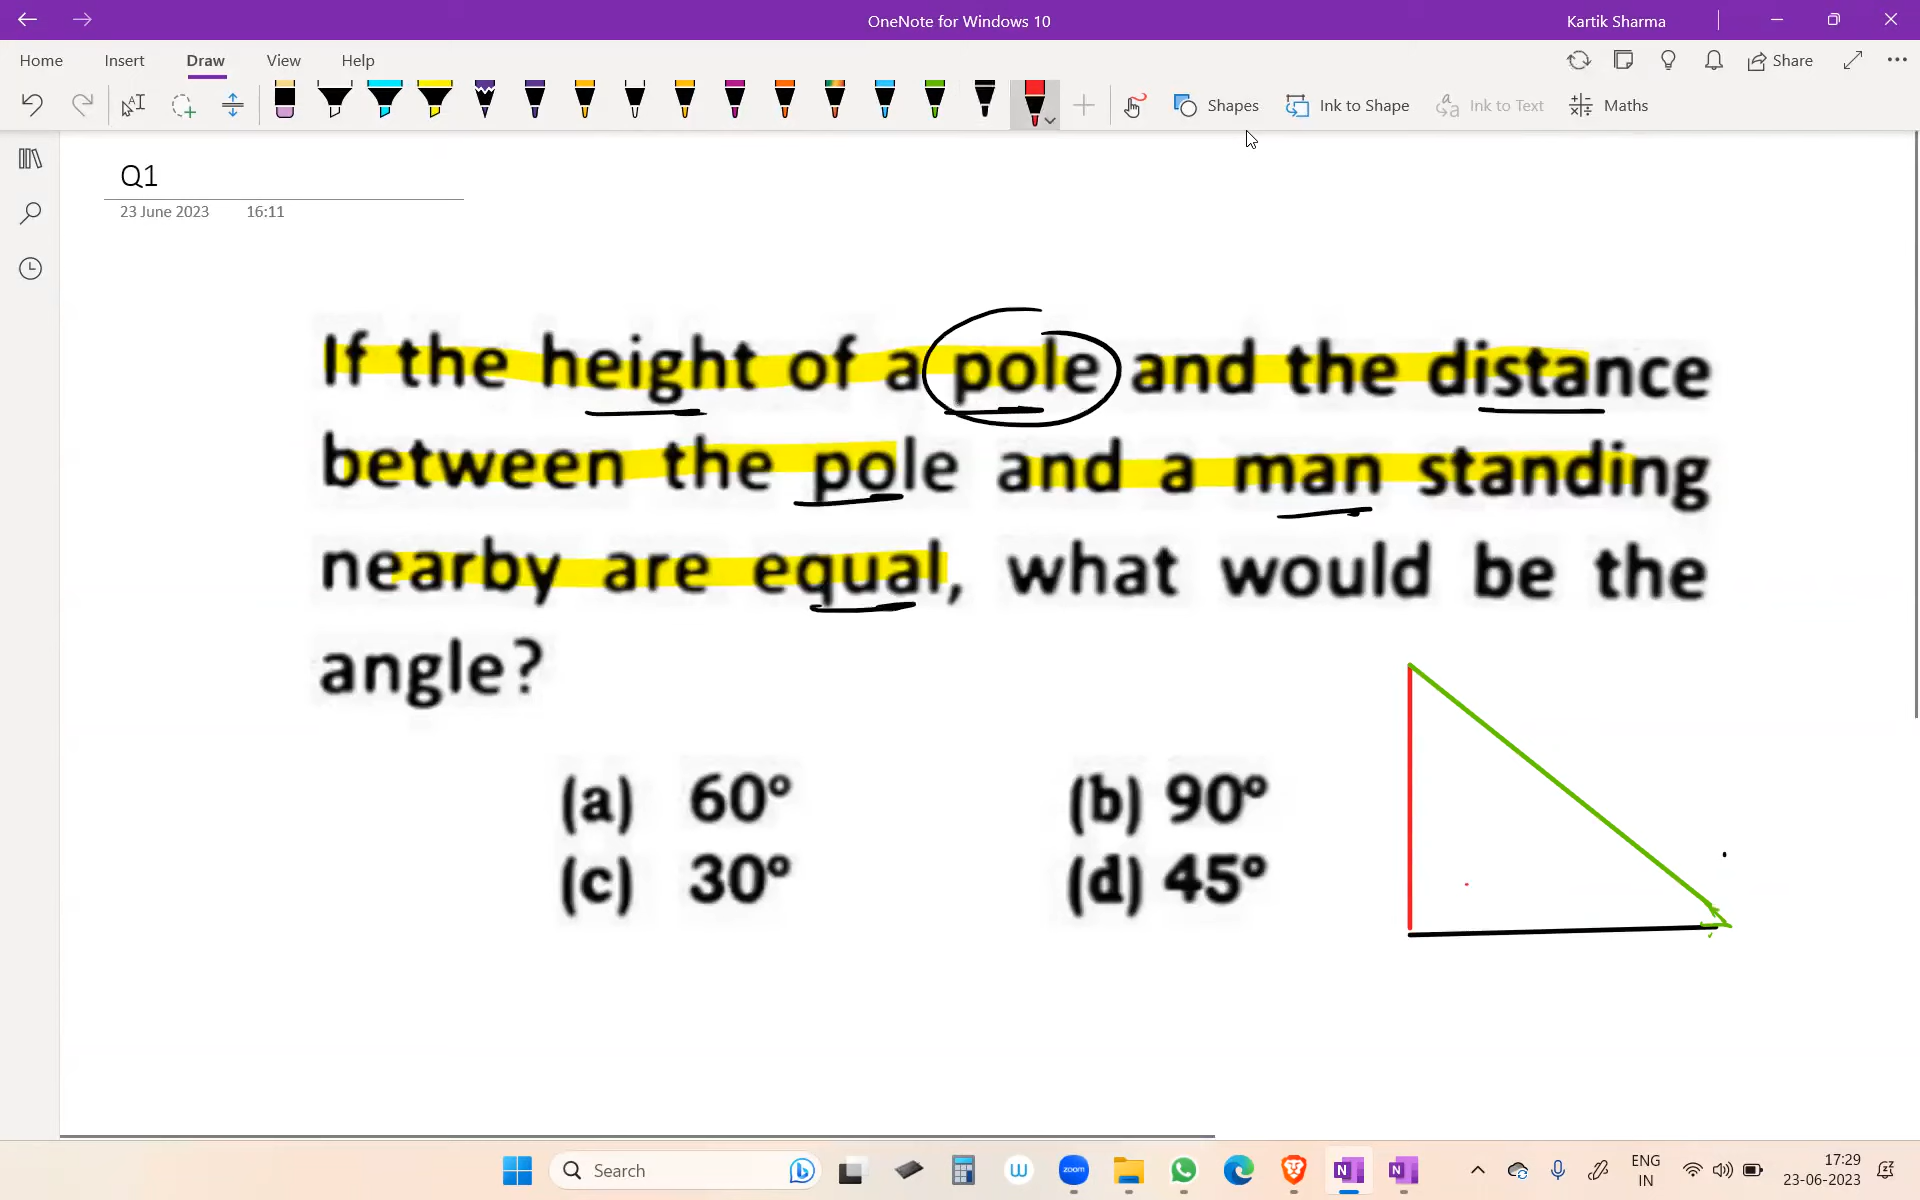 OneNote for Windows 10
Kartik Sharma
Home Insert Draw View Help
Share
Shapes Ink to Shape Ink to Text Maths
Q1
23 June 2023 16:11
If the height of a pole and the distance
between the pole and a man standing
nearby are equal, what would be the
angle?
(a) 60° (b) 90°
(c) 30° (d) 45°
Search
zoom
ENG
IN
17:29
23-06-2023